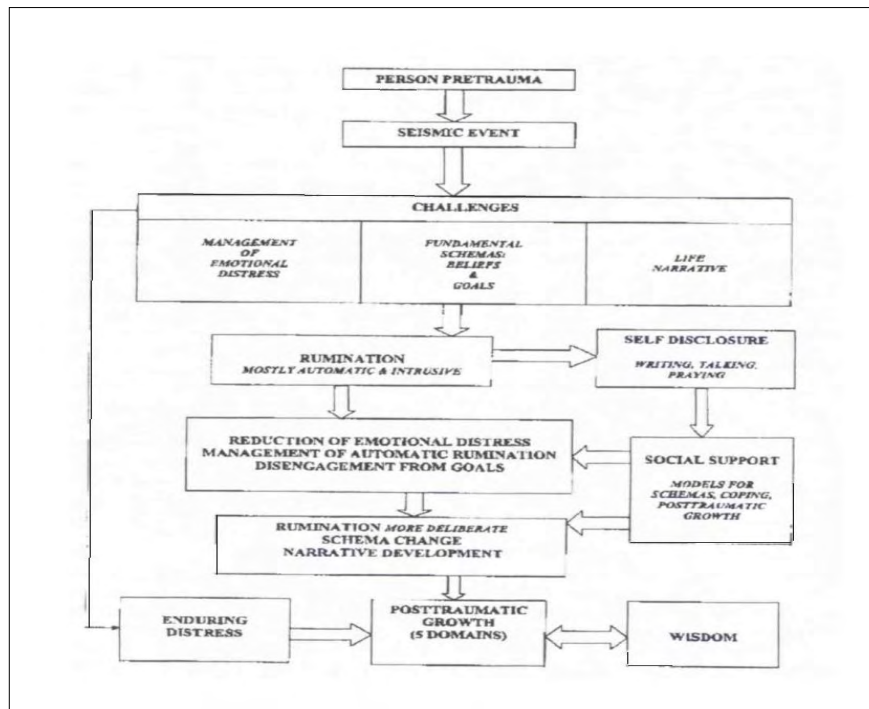 PERSON PRETRAUMA
SEISMIC EVENT
CHALLENGES
MANAGEMENT
OF
EMOTIONAL
DISTRESS
FUNDAMENTAL
SCHEMAS:
BELIEFS
&
GOALS
LIFE
NARRATIVE
RUMINATION
MOSTLY AUTOMATIC & INTRUSIVE
SELF DISCLOSURE
WRITING, TALKING,
PRAYING
REDUCTION OF EMOTIONAL DISTRESS
MANAGEMENT OF AUTOMATIC RUMINATION
DISENGAGEMENT FROM GOALS
SOCIAL SUPPORT
MODELS FOR
SCHEMAS, COPING,
POSTTRAUMATIC
GROWTH
RUMINATION MORE DELIBERATE
SCHEMA CHANGE
NARRATIVE DEVELOPMENT
ENDURING
DISTRESS
POSTTRAUMATIC
GROWTH
(5 DOMAINS)
WISDOM